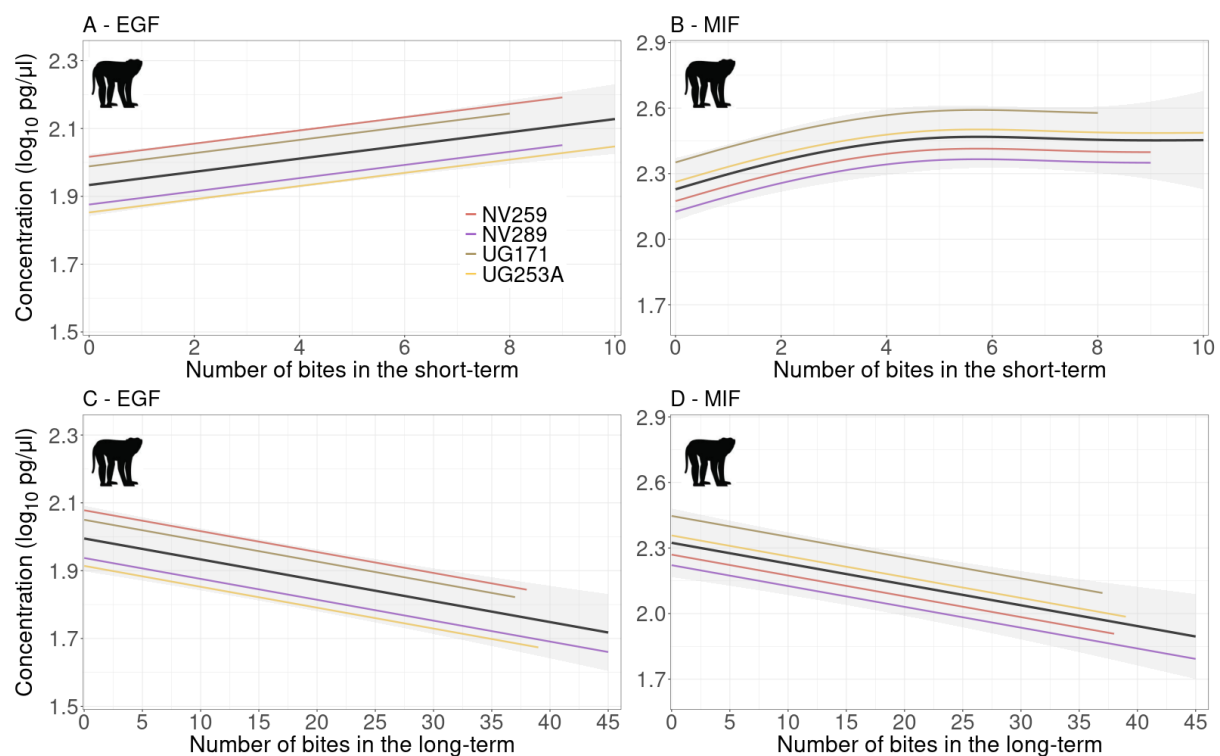 A - EGF
B - MIF
Concentration (log10 pg/µl)
2.3
2.1
1.9
1.7
1.5
2.9
2.6
2.3
2.0
1.7
NV259
NV289
UG171
UG253A
0 2 4 6 8 10
0 2 4 6 8 10
Number of bites in the short-term
Number of bites in the short-term
C - EGF
D - MIF
Concentration (log10 pg/µl)
2.3
2.1
1.9
1.7
1.5
2.9
2.6
2.3
2.0
1.7
0 5 10 15 20 25 30 35 40 45
0 5 10 15 20 25 30 35 40 45
Number of bites in the long-term
Number of bites in the long-term